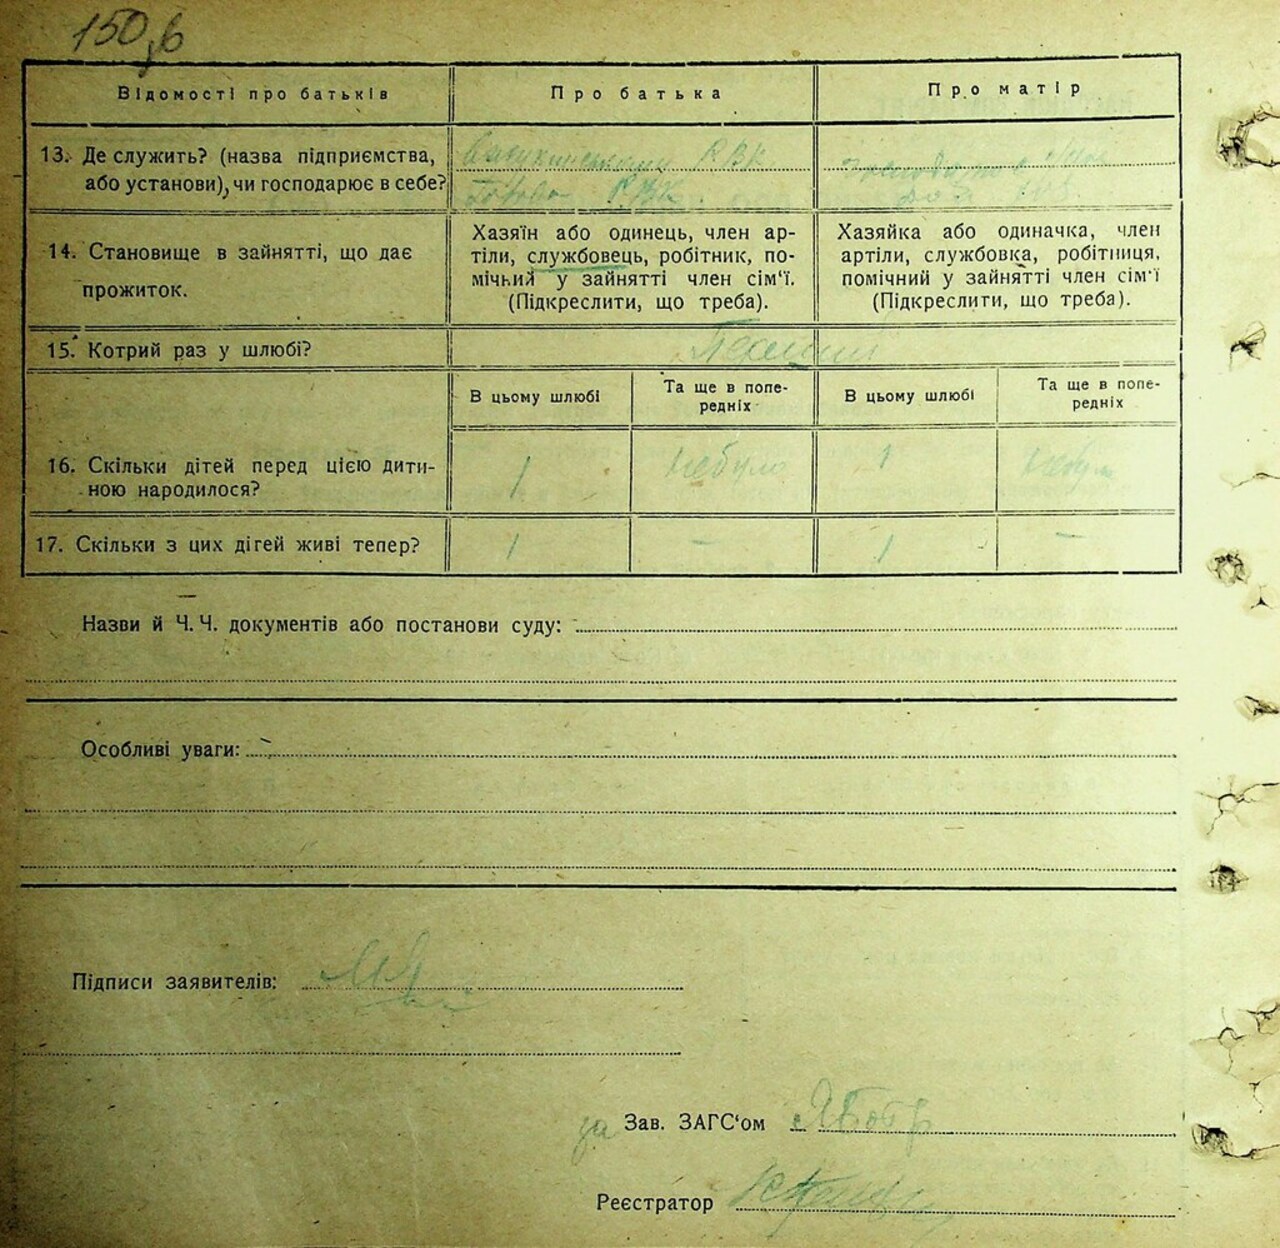 150
Відомості про батьків
Про батька
Про матір
13. Де служить? (назва підприємства,
або установи), чи господарює в себе?
РВК
РВК
14. Становище в зайнятті, що дає
прожиток.
Хазяїн або одинець, член ар-
тіли, службовець, робітник, по-
мічний у зайнятті член сім‘ї.
(Підкреслити, що треба).
Хазяйка або одиначка, член
артіли, службовка, робітниця,
помічний у зайнятті член сім‘ї
(Підкреслити, що треба).
15. Котрий раз у шлюбі?
В цьому шлюбі
Та ще в попе-
редніх
В цьому шлюбі
Та ще в попе-
редніх
16. Скільки дітей перед цією дити-
ною народилося?
1
небуло
1
17. Скільки з цих дігей живі тепер?
1
–
1
–
Назви й Ч. Ч. документів або постанови суду:
Особливі уваги:
Підписи заявителів:
за Зав. ЗАГС‘ом
Реєстратор